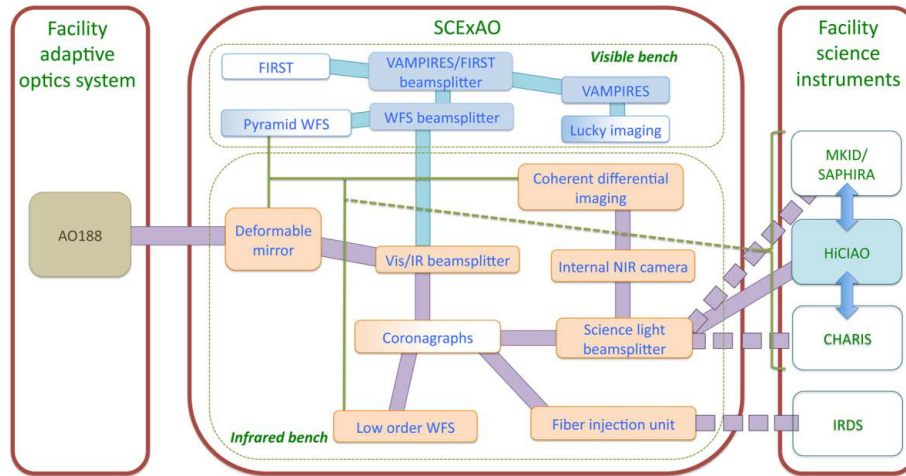 Facility
adaptive
optics system
SCExAO
Facility
science
instruments
Visible bench
FIRST
VAMPIRES/FIRST
beamsplitter
VAMPIRES
Pyramid WFS
WFS beamsplitter
Lucky imaging
MKID/
SAPHIRA
Coherent differential
imaging
AO188
Deformable
mirror
HiCIAO
Vis/IR beamsplitter
Internal NIR camera
Coronagraphs
Science light
beamsplitter
CHARIS
Infrared bench
Low order WFS
Fiber injection unit
IRDS